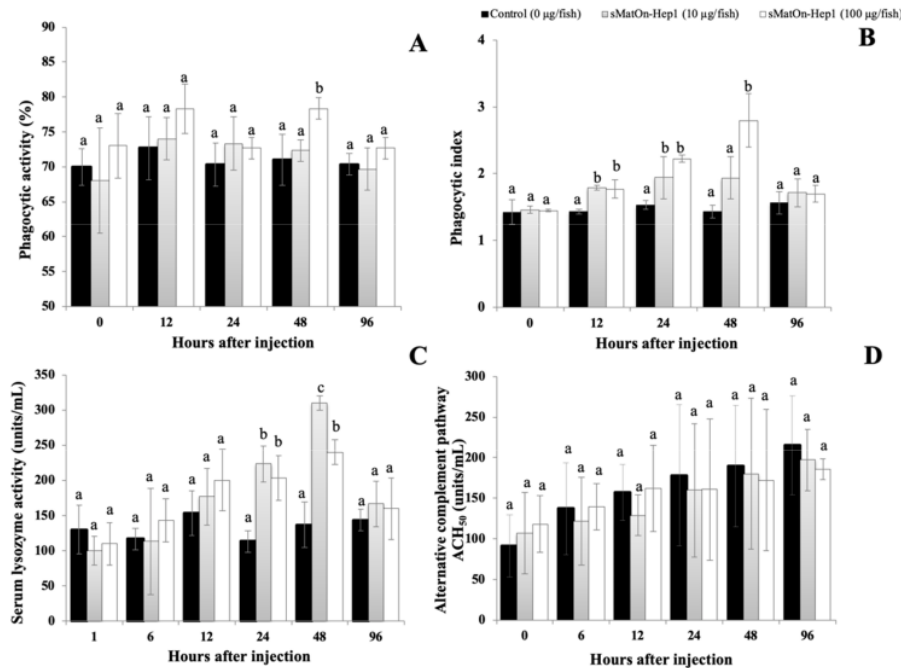 Control (0 µg/fish) sMatOn-Hep1 (10 µg/fish) sMatOn-Hep1 (100 µg/fish)
A
Phagocytic activity (%)
90
85
80
75
70
65
60
55
50
a a a
a a a
a a a
a a b
a a a
0 12 24 48 96
Hours after injection
B
Phagocytic index
4
3
2
1
0
a a a
a b b
a b b
a a b
a a a
0 12 24 48 96
Hours after injection
C
Serum lysozyme activity (units/mL)
350
300
250
200
150
100
50
0
a a a
a a a
a a a
a b b
a c b
a a a
1 6 12 24 48 96
Hours after injection
D
Alternative complement pathway
ACH50 (units/mL)
300
250
200
150
100
50
0
a a a
a a a
a a a
a a a
a a a
a a a
0 6 12 24 48 96
Hours after injection